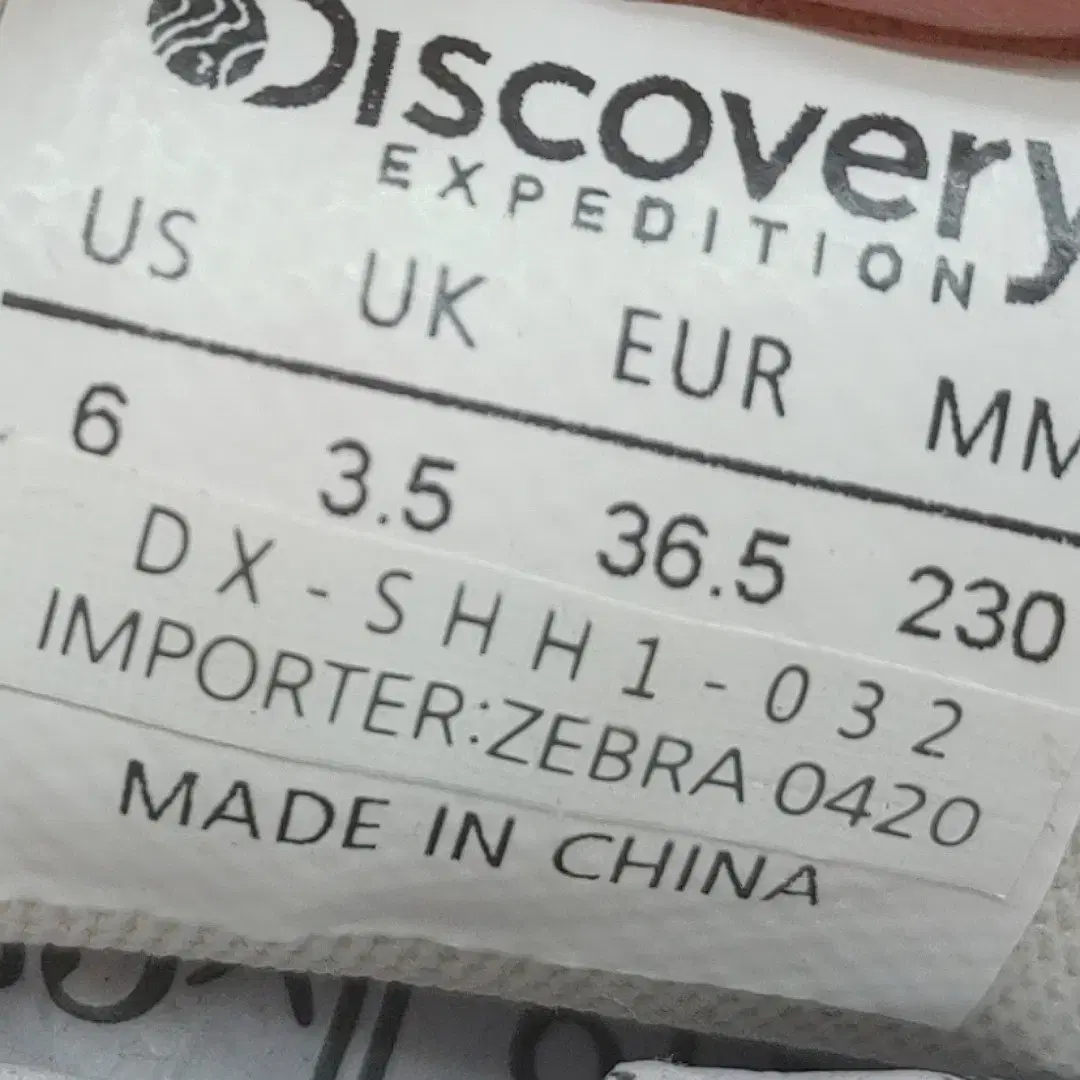 Discovery
EXPEDITION
US UK EUR MM
6 3.5 36.5 230
DX-SHH1-032
IMPORTER:ZEBRA 0420
MADE IN CHINA